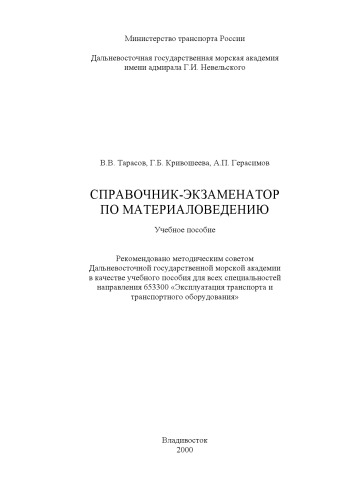 Министерство транспорта России
Дальневосточная государственная морская академия
имени адмирала Г.И. Невельского
В.В. Тарасов, Г.Б. Кривошеева, А.П. Герасимов
СПРАВОЧНИК-ЭКЗАМЕНАТОР
ПО МАТЕРИАЛОВЕДЕНИЮ
Учебное пособие
Рекомендовано методическим советом
Дальневосточной государственной морской академии
в качестве учебного пособия для всех специальностей
направления 653300 «Эксплуатация транспорта и
транспортного оборудования»
Владивосток
2000